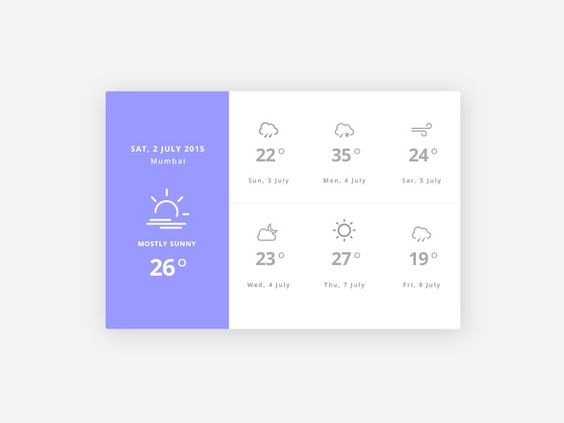 SAT, 2 JULY 2015
Mumbai
MOSTLY SUNNY
26°
22° 35° 24°
Sun, 3 July Mon, 4 July Sar, 5 July
23° 27° 19°
Wed, 4 July Thu, 7 July Fri, 8 July